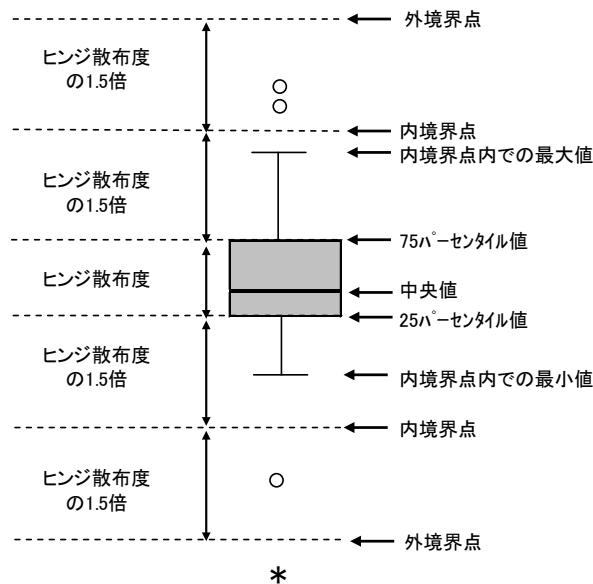 外境界点
ヒンジ散布度
の1.5倍
内境界点
内境界点内での最大値
ヒンジ散布度
の1.5倍
75ﾊﾟｰｾﾝﾀｲﾙ値
ヒンジ散布度
中央値
25ﾊﾟｰｾﾝﾀｲﾙ値
ヒンジ散布度
の1.5倍
内境界点内での最小値
内境界点
ヒンジ散布度
の1.5倍
外境界点
*